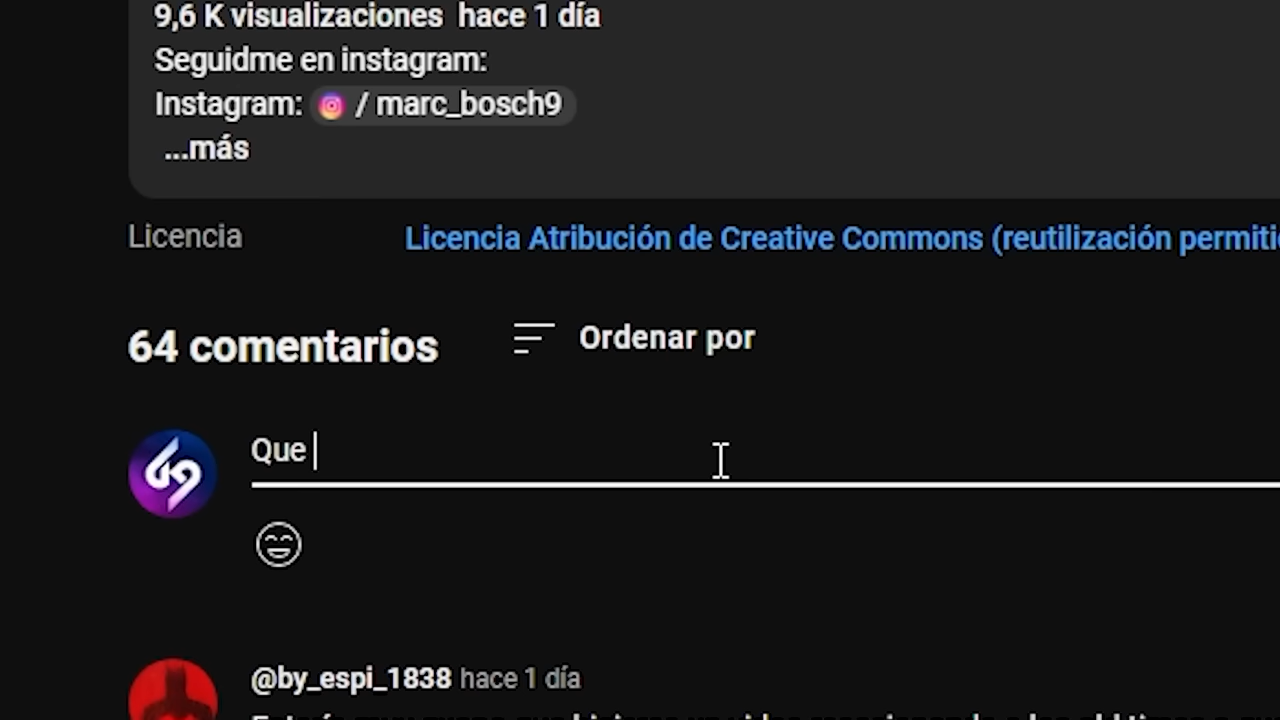 9,6 K visualizaciones hace 1 día
Seguidme en instagram:
Instagram: / marc_bosch9
...más
Licencia Licencia Atribución de Creative Commons (reutilización
64 comentarios Ordenar por
Que
@by_espi_1838 hace 1 día